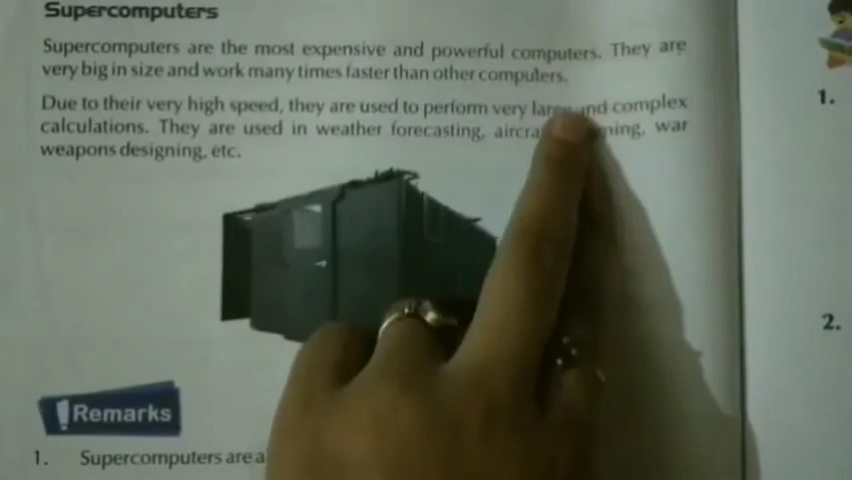 Supercomputers
Supercomputers are the most expensive and powerful computers. They are
very big in size and work many times faster than other computers.
Due to their very high speed, they are used to perform very large and complex
calculations. They are used in weather forecasting, war
weapons designing, etc.
Remarks
1. Supercomputers are
1.
2.